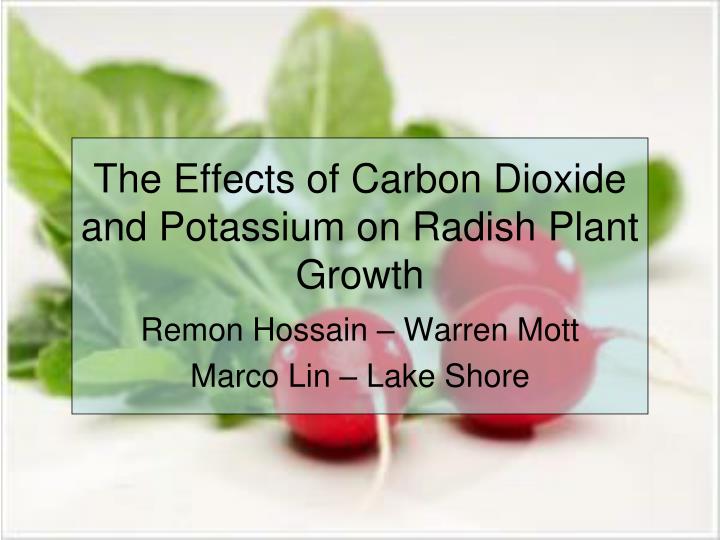 The Effects of Carbon Dioxide
and Potassium on Radish Plant
Growth
Remon Hossain – Warren Mott
Marco Lin – Lake Shore